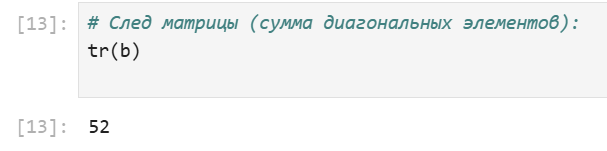 [13]: # След матрицы (сумма диагональных элементов):
tr(b)
[13]: 52